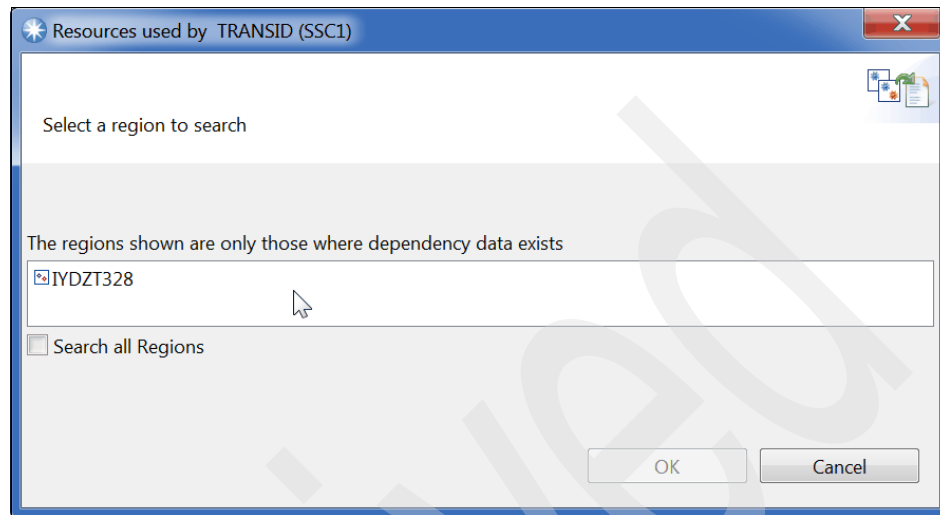 Resources used by TRANSID (SSC1)
Select a region to search
The regions shown are only those where dependency data exists
IYDZT328
Search all Regions
OK Cancel